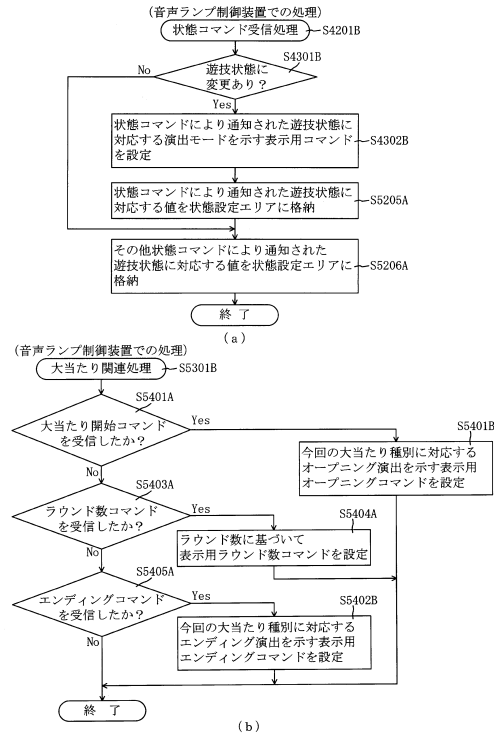 (音声ランプ制御装置での処理)
状態コマンド受信処理
S4201B
S4301B
遊技状態に
変更あり?
No
Yes
状態コマンドにより通知された遊技状態に
対応する演出モードを示す表示用コマンド
を設定
S4302B
状態コマンドにより通知された遊技状態に
対応する値を状態設定エリアに格納
S5205A
その他状態コマンドにより通知された
遊技状態に対応する値を状態設定エリアに
格納
S5206A
終了
(a)
(音声ランプ制御装置での処理)
大当たり関連処理
S5301B
S5401A
大当たり開始コマンド
を受信したか?
Yes
No
S5401B
今回の大当たり種別に対応する
オープニング演出を示す表示用
オープニングコマンドを設定
S5403A
ラウンド数コマンド
を受信したか?
Yes
No
S5404A
ラウンド数に基づいて
表示用ラウンド数コマンドを設定
S5405A
エンディングコマンド
を受信したか?
Yes
No
S5402B
今回の大当たり種別に対応する
エンディング演出を示す表示用
エンディングコマンドを設定
終了
(b)